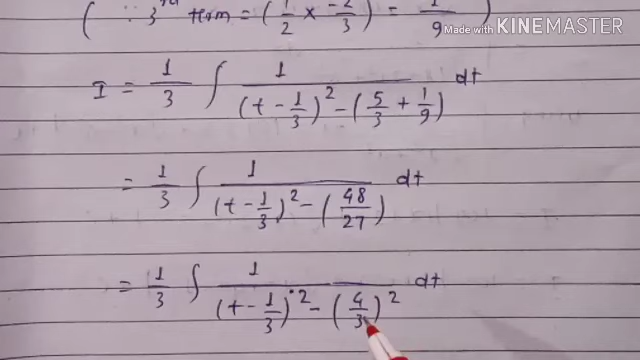 ( ∵ 3rd term = (1/2 × -2/3) = 1/9 )
Made with KINEMASTER
I = 1/3 ∫ 1/((t - 1/3)² - (5/3 + 1/9)) dt
= 1/3 ∫ 1/((t - 1/3)² - (48/27)) dt
= 1/3 ∫ 1/((t - 1/3)² - (4/3)²) dt